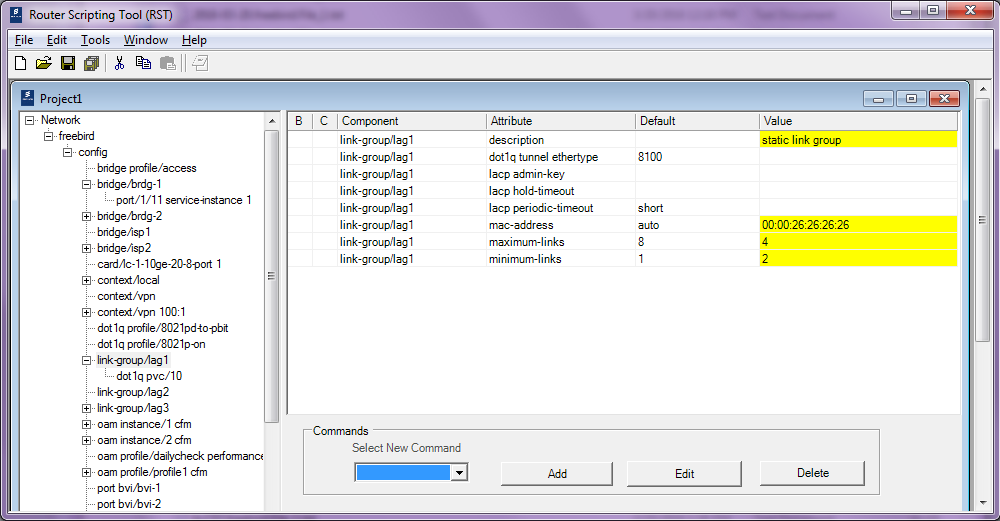 Router Scripting Tool (RST)
File Edit Tools Window Help
Project1
Network
freebird
config
bridge profile/access
bridge/brdg-1
port/1/11 service-instance 1
bridge/brdg-2
bridge/isp1
bridge/isp2
card/lc-1-10ge-20-8-port 1
context/local
context/vpn
context/vpn 100:1
dot1q profile/8021pd-to-pbit
dot1q profile/8021p-on
link-group/lag1
dot1q pvc/10
link-group/lag2
link-group/lag3
oam instance/1 cfm
oam instance/2 cfm
oam profile/dailycheck performance
oam profile/profile1 cfm
port bvi/bvi-1
port bvi/bvi-2
B C Component Attribute Default Value
link-group/lag1 description static link group
link-group/lag1 dot1q tunnel ethertype 8100
link-group/lag1 lacp admin-key
link-group/lag1 lacp hold-timeout
link-group/lag1 lacp periodic-timeout short
link-group/lag1 mac-address auto 00:00:26:26:26:26
link-group/lag1 maximum-links 8 4
link-group/lag1 minimum-links 1 2
Commands
Select New Command
Add Edit Delete